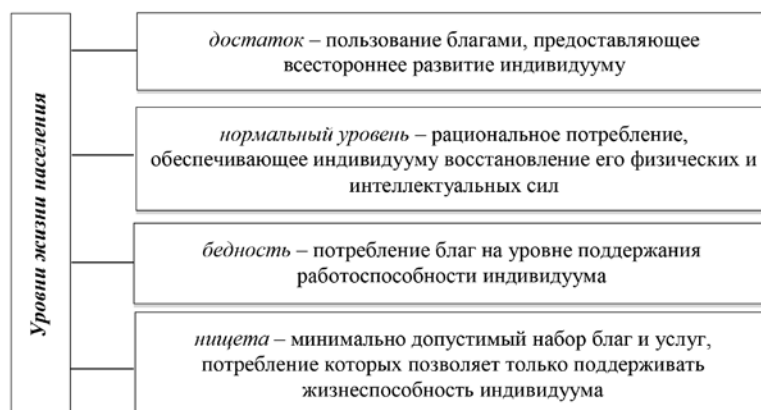 Уровни жизни населения
достаток – пользование благами, предоставляющее
всестороннее развитие индивидууму
нормальный уровень – рациональное потребление,
обеспечивающее индивидууму восстановление его физических и
интеллектуальных сил
бедность – потребление благ на уровне поддержания
работоспособности индивидуума
нищета – минимально допустимый набор благ и услуг,
потребление которых позволяет только поддерживать
жизнеспособность индивидуума